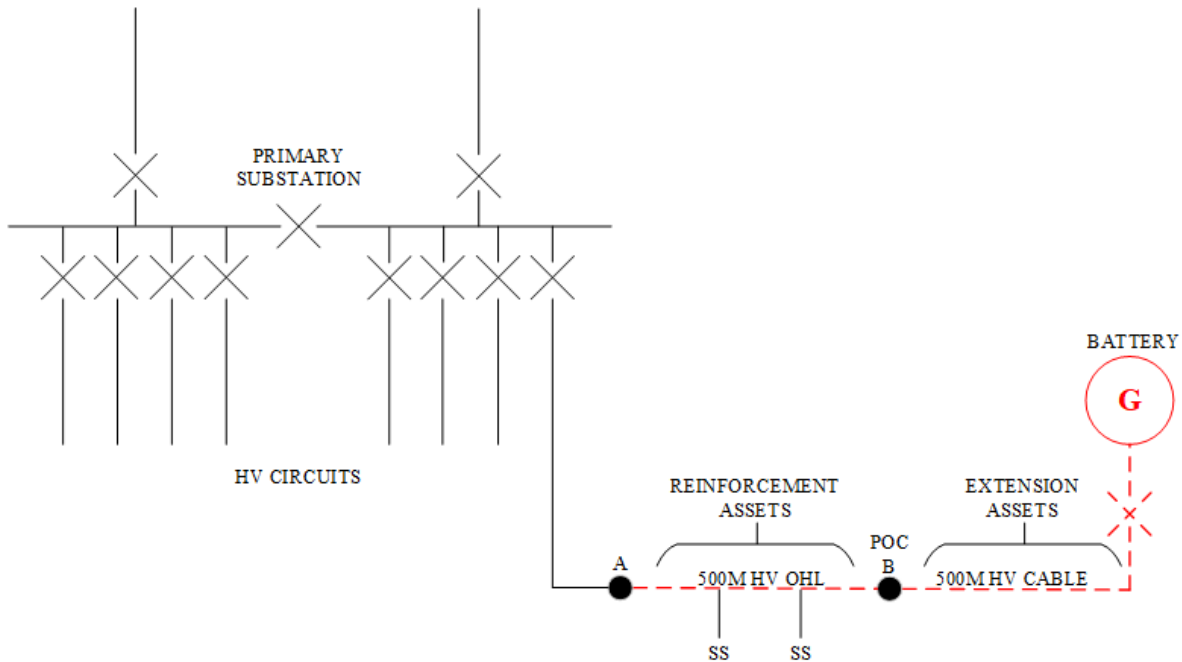 PRIMARY
SUBSTATION
BATTERY
G
HV CIRCUITS
REINFORCEMENT
ASSETS
EXTENSION
ASSETS
A
POC
B
500M HV OHL
500M HV CABLE
SS
SS